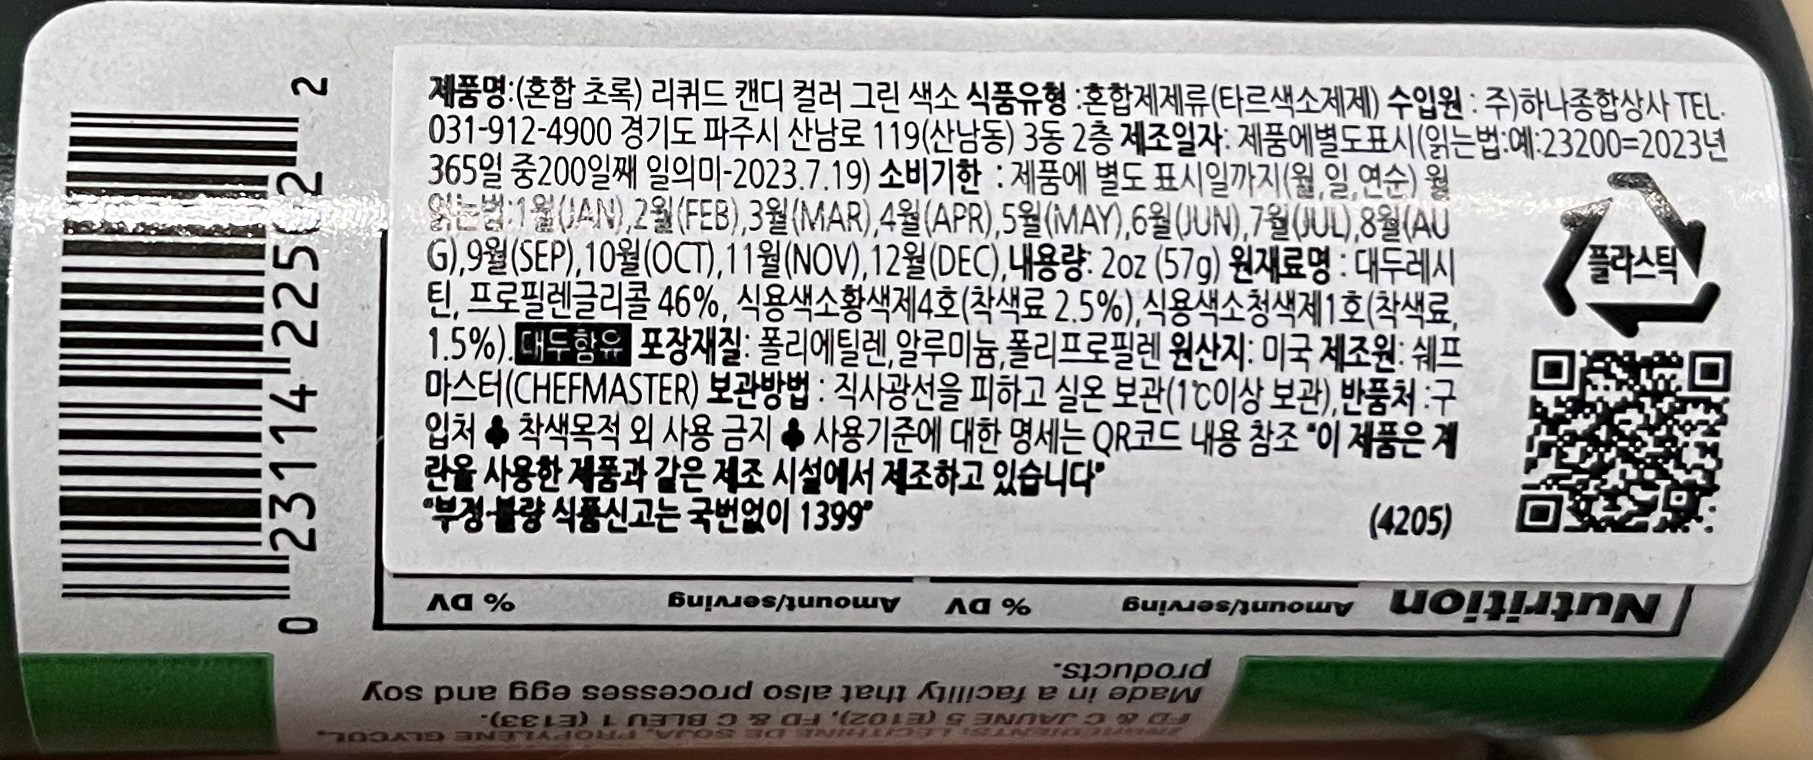 제품명:(혼합 초록) 리퀴드 캔디 컬러 그린 색소 식품유형 :혼합제제류(타르색소제제) 수입원 : 주)하나종합상사 TEL.
031-912-4900 경기도 파주시 산남로 119(산남동) 3동 2층 제조일자: 제품에별도표시(읽는법:예:23200=2023년
365일 중200일째 일의미-2023.7.19) 소비기한 : 제품에 별도 표시일까지(월,일,연순) 월
읽는법:1월(JAN),2월(FEB),3월(MAR),4월(APR),5월(MAY),6월(JUN),7월(JUL),8월(AU
G),9월(SEP),10월(OCT),11월(NOV),12월(DEC),내용량: 2oz (57g) 원재료명 : 대두레시
틴, 프로필렌글리콜 46%, 식용색소황색제4호(착색료 2.5%),식용색소청색제1호(착색료,
1.5%).대두함유 포장재질: 폴리에틸렌,알루미늄,폴리프로필렌 원산지: 미국 제조원: 쉐프
마스터(CHEFMASTER) 보관방법 : 직사광선을 피하고 실온 보관(1℃이상 보관),반품처 :구
입처 ♣ 착색목적 외 사용 금지 ♣ 사용기준에 대한 명세는 QR코드 내용 참조 "이 제품은 계
란을 사용한 제품과 같은 제조 시설에서 제조하고 있습니다"
"부정·불량 식품신고는 국번없이 1399"
(4205)
플라스틱
0 23114 22502 2
Nutrition
Amount/serving % DV
Amount/serving % DV
FD & C JAUNE 5 (E102), FD & C BLEU 1 (E133).
Made in a facility that also processes egg and soy
products.